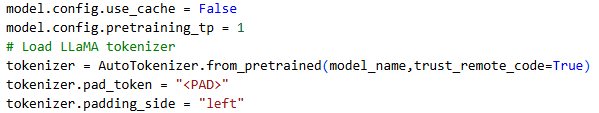 model.config.use_cache = False
model.config.pretraining_tp = 1
# Load LLaMA tokenizer
tokenizer = AutoTokenizer.from_pretrained(model_name,trust_remote_code=True)
tokenizer.pad_token = "<PAD>"
tokenizer.padding_side = "left"